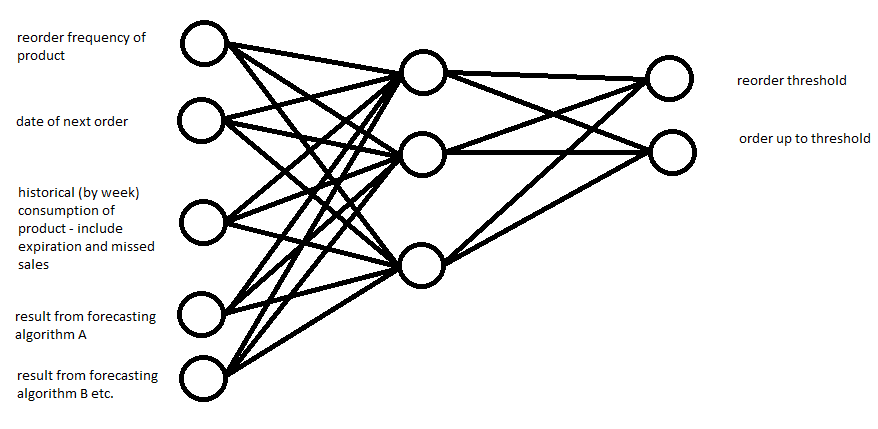 reorder frequency of
product
date of next order
historical (by week)
consumption of
product - include
expiration and missed
sales
result from forecasting
algorithm A
result from forecasting
algorithm B etc.
reorder threshold
order up to threshold